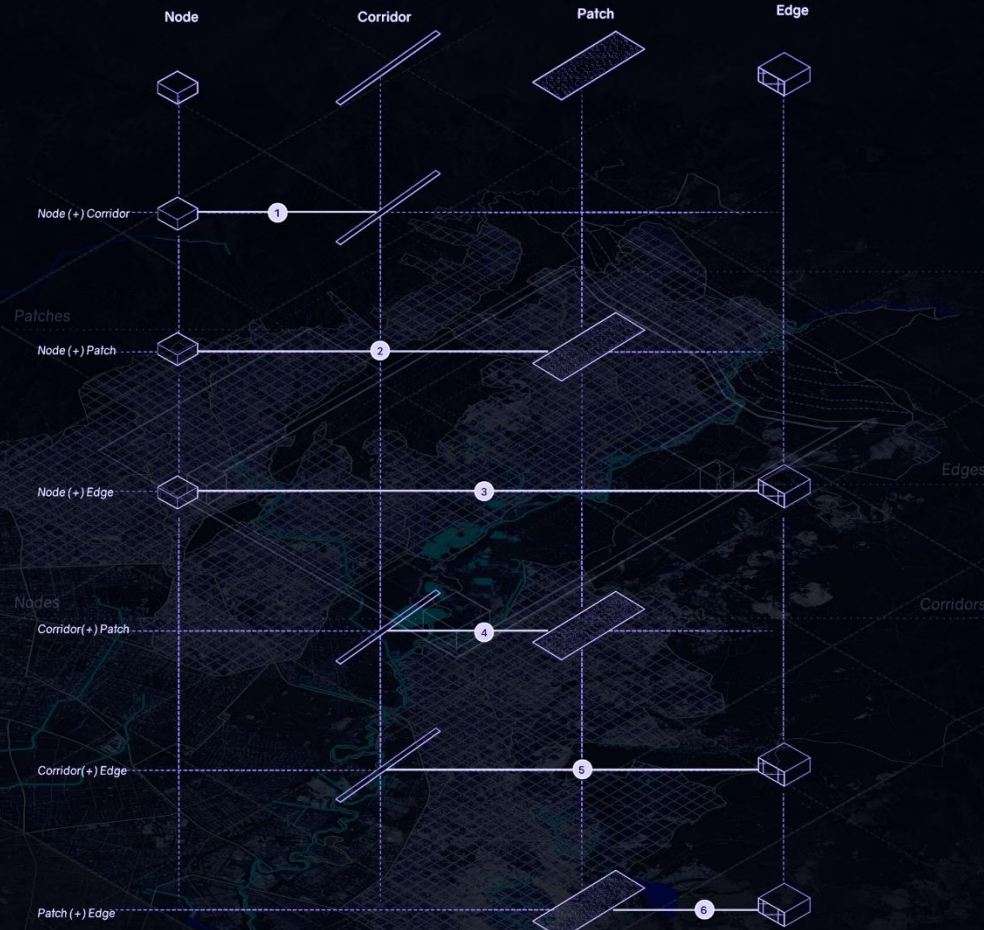 Node
Corridor
Patch
Edge
Node (+) Corridor
1
Patches
Node (+) Patch
2
Edges
Node (+) Edge
3
Nodes
Corridors
Corridor(+) Patch
4
Corridor(+) Edge
5
Patch (+) Edge
6